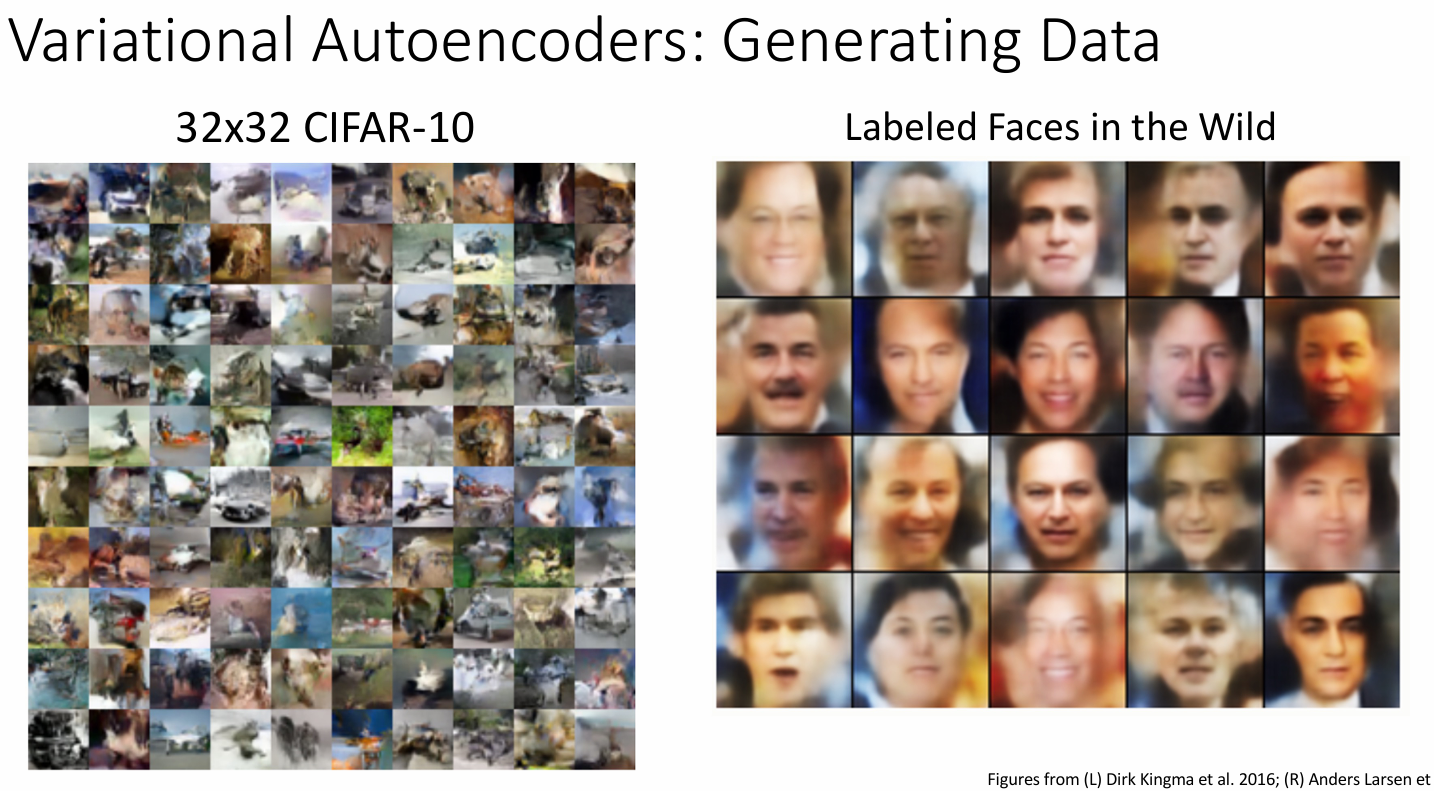 Variational Autoencoders: Generating Data
32x32 CIFAR-10
Labeled Faces in the Wild
Figures from (L) Dirk Kingma et al. 2016; (R) Anders Larsen et